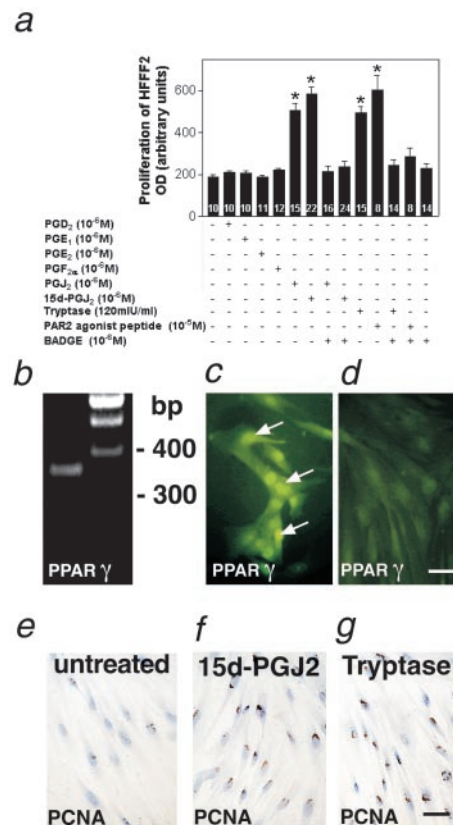 a
Proliferation of HFFF2
OD (arbitrary units)
600
400
200
0
* * * *
10 10 10 11 12 15 22 16 24 15 8 14 8 14
PGD₂ (10⁻⁶M) - + - - - - - - - - - - - -
PGE₁ (10⁻⁶M) - - + - - - - - - - - - - -
PGE₂ (10⁻⁶M) - - - + - - - - - - - - - -
PGF₂α (10⁻⁶M) - - - - + - - - - - - - - -
PGJ₂ (10⁻⁶M) - - - - - + - + - - - - - -
15d-PGJ₂ (10⁻⁶M) - - - - - - + - + - - - - -
Tryptase (120mIU/ml) - - - - - - - - - + - + - -
PAR2 agonist peptide (10⁻⁵M) - - - - - - - - - - + - + -
BADGE (10⁻⁶M) - - - - - - - + + - - + + +
b
bp
- 400
- 300
PPAR γ
c
PPAR γ
d
PPAR γ
e
untreated
PCNA
f
15d-PGJ2
PCNA
g
Tryptase
PCNA